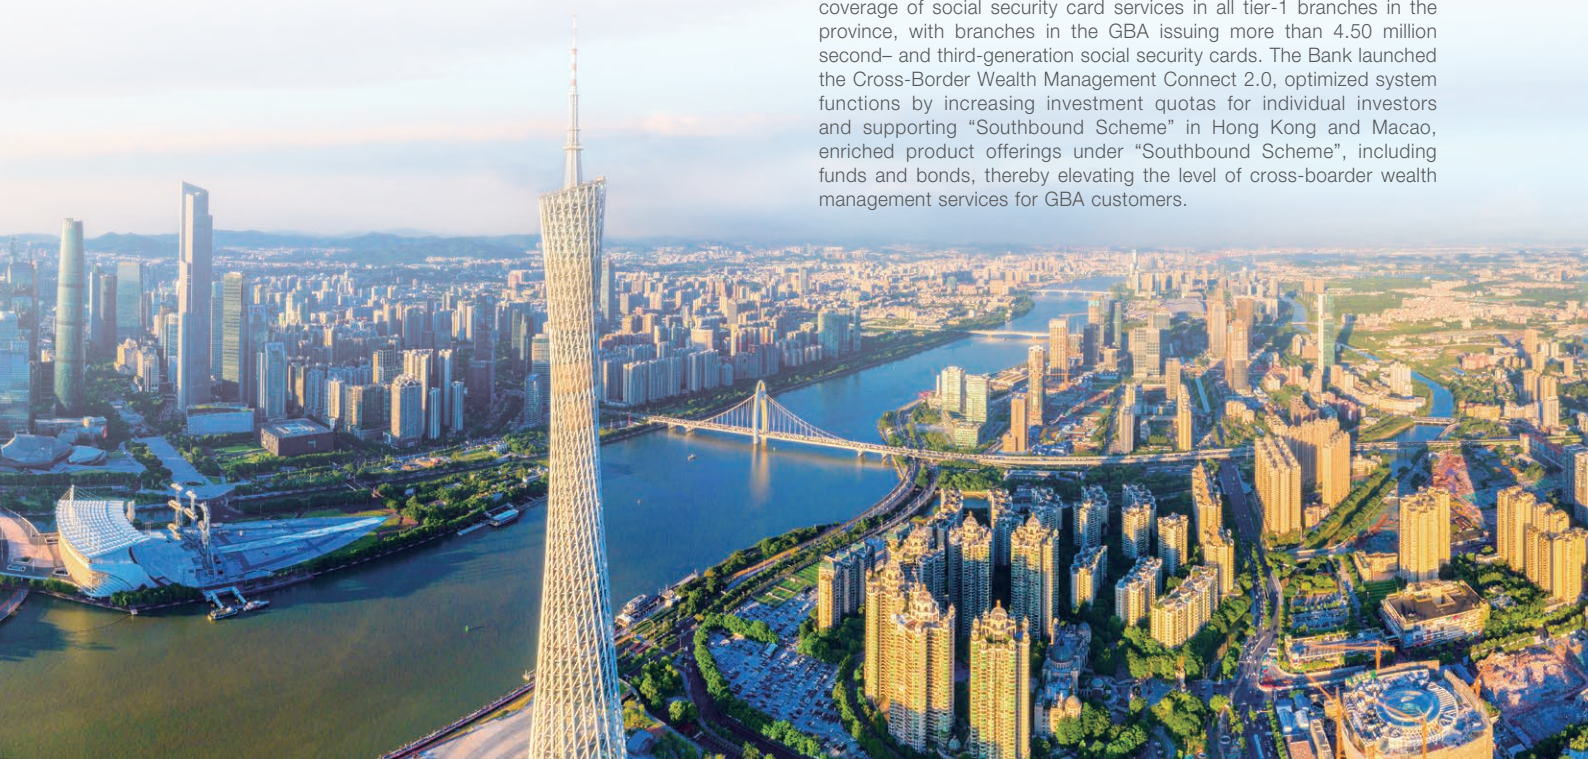 coverage of social security card services in all tier-1 branches in the
province, with branches in the GBA issuing more than 4.50 million
second– and third-generation social security cards. The Bank launched
the Cross-Border Wealth Management Connect 2.0, optimized system
functions by increasing investment quotas for individual investors
and supporting “Southbound Scheme” in Hong Kong and Macao,
enriched product offerings under “Southbound Scheme”, including
funds and bonds, thereby elevating the level of cross-boarder wealth
management services for GBA customers.